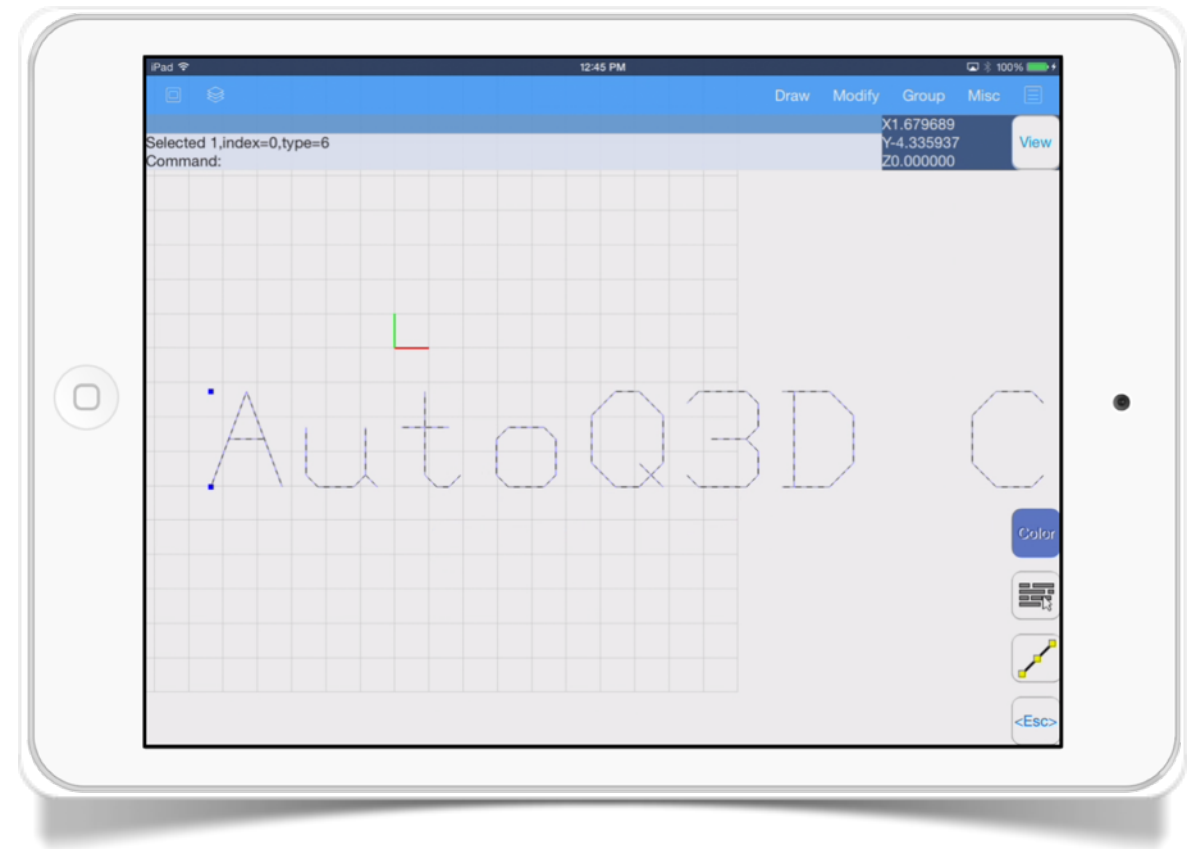 iPad 12:45 PM 100%
Draw Modify Group Misc
X1.679689
Selected 1,index=0,type=6
Y-4.335937
View
Command:
Z0.000000
AutoQ3D C
Color
<Esc>